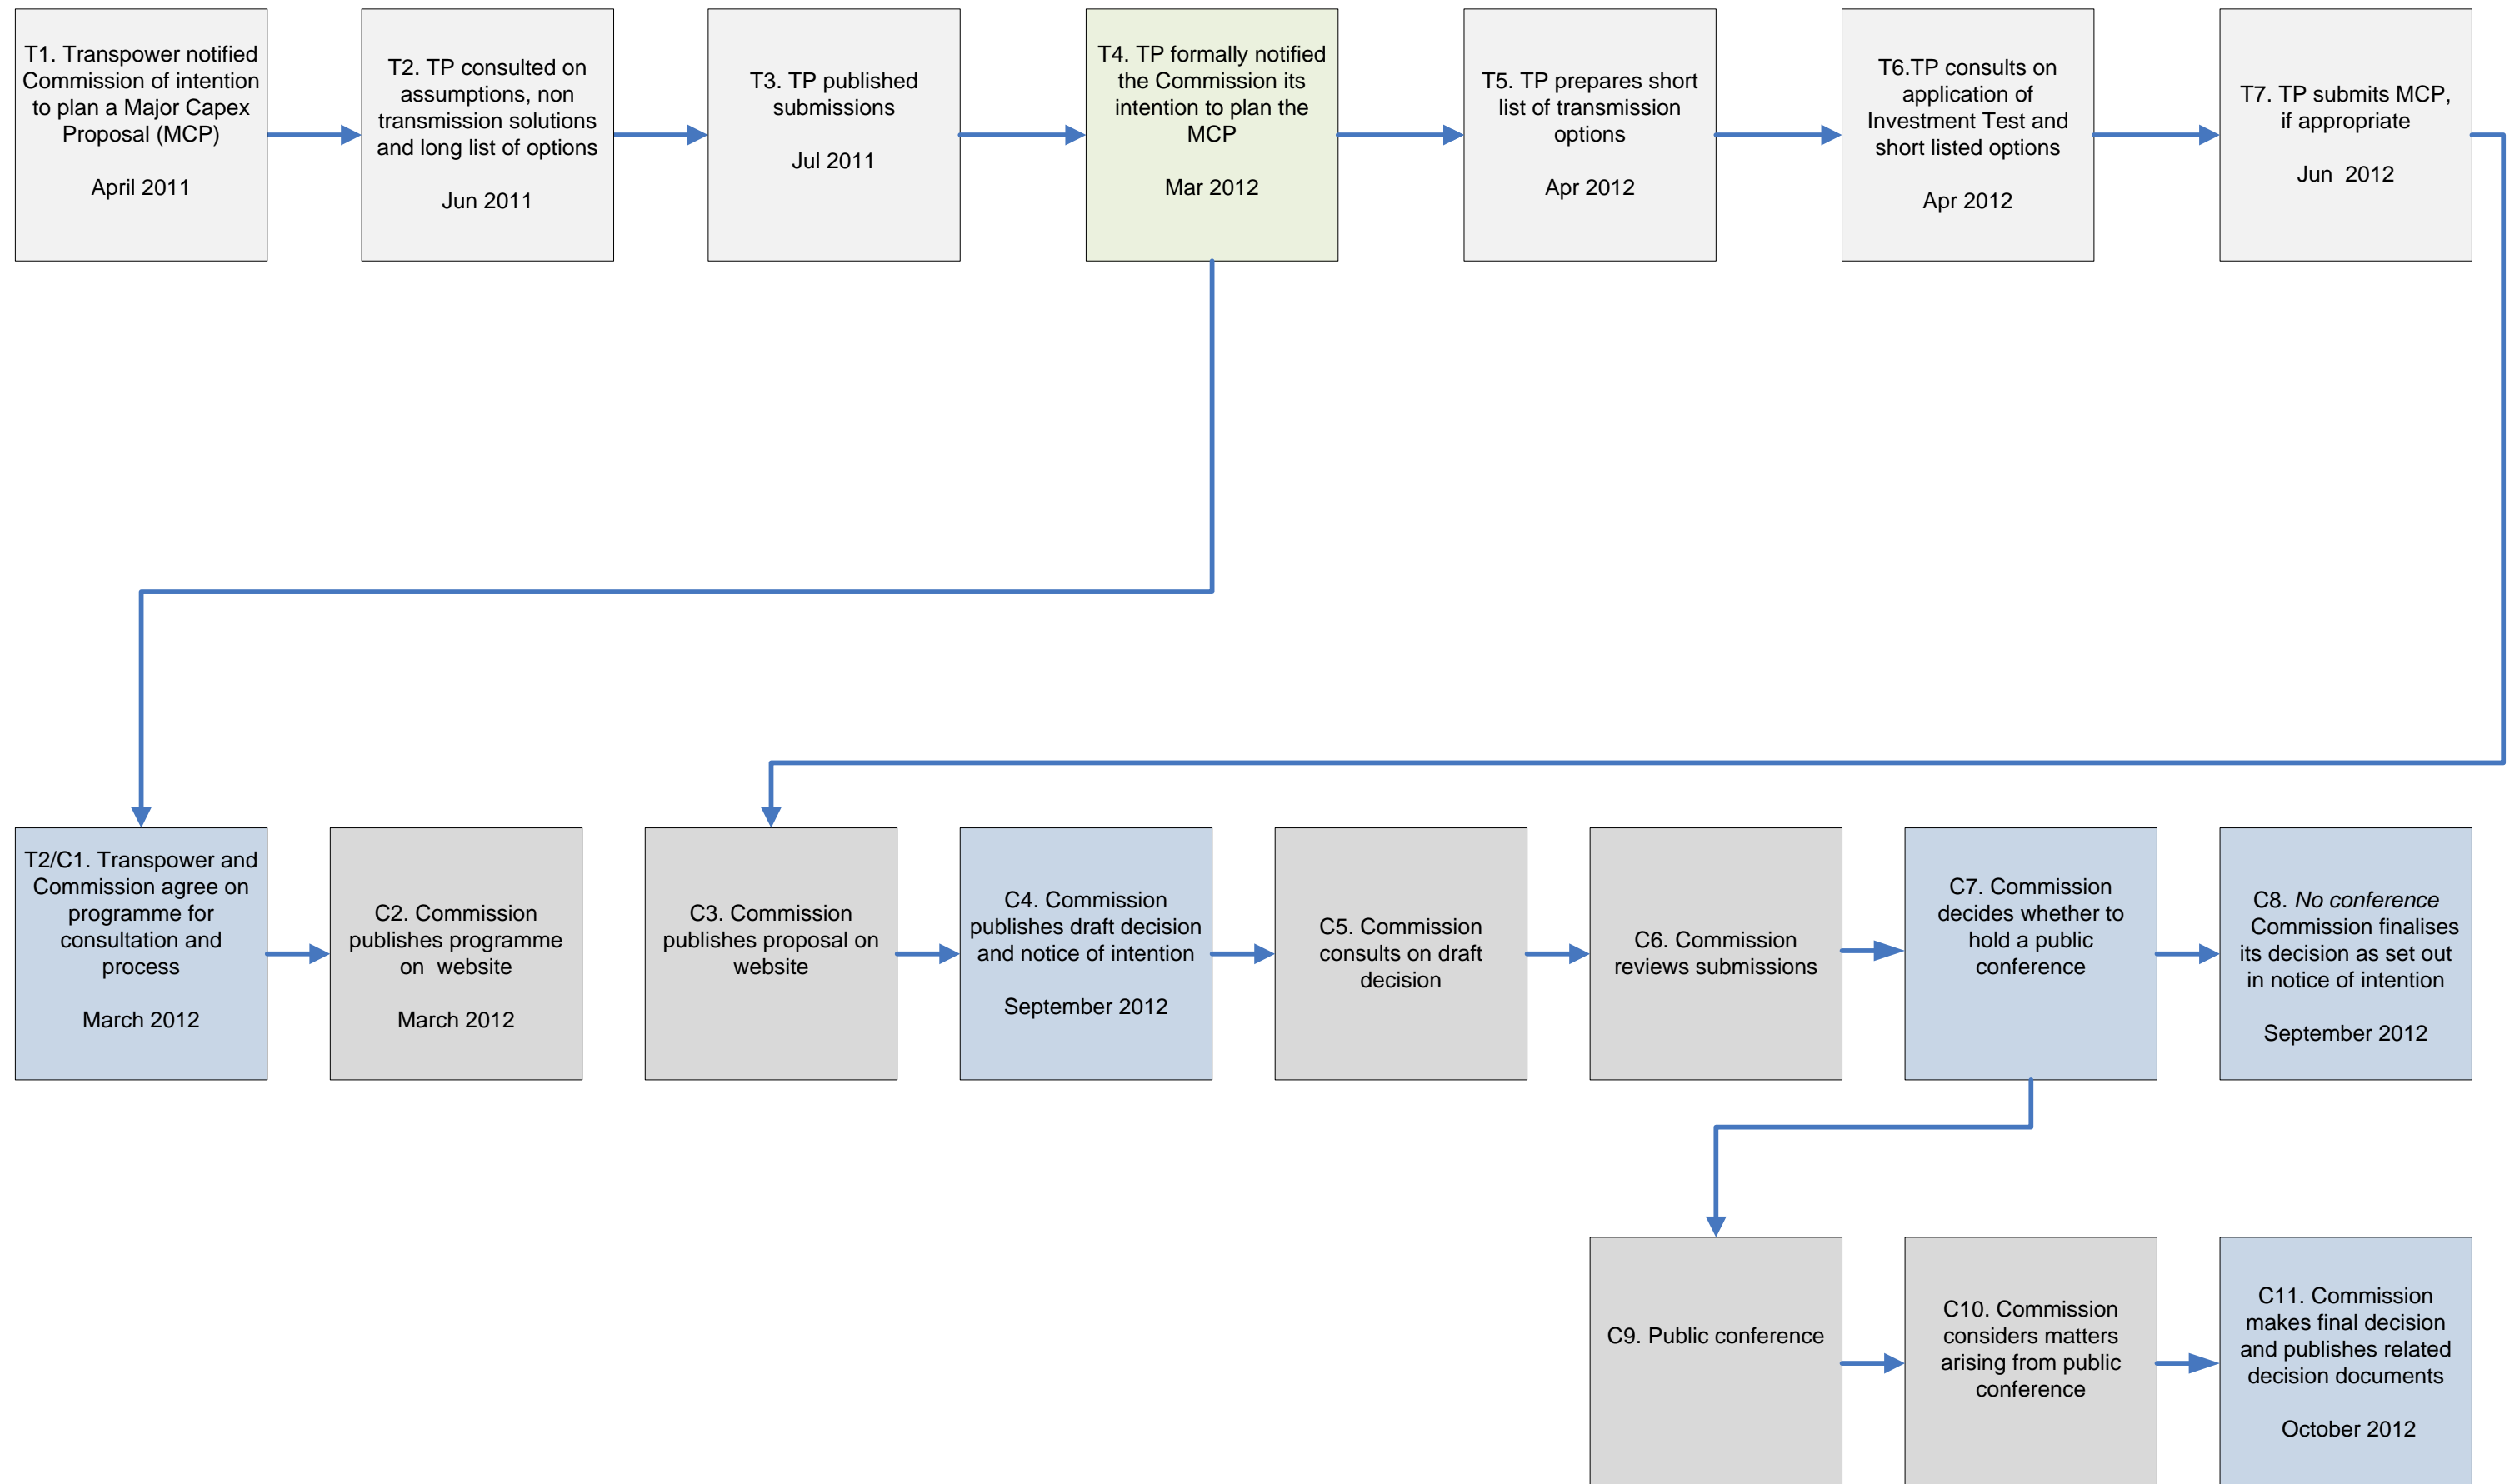 T1. Transpower notified
Commission of intention
to plan a Major Capex
Proposal (MCP)
April 2011
T2. TP consulted on
assumptions, non
transmission solutions
and long list of options
Jun 2011
T3. TP published
submissions
Jul 2011
T4. TP formally notified
the Commission its
intention to plan the
MCP
Mar 2012
T5. TP prepares short
list of transmission
options
Apr 2012
T6.TP consults on
application of
Investment Test and
short listed options
Apr 2012
T7. TP submits MCP,
if appropriate
Jun 2012
T2/C1. Transpower and
Commission agree on
programme for
consultation and
process
March 2012
C2. Commission
publishes programme
on website
March 2012
C3. Commission
publishes proposal on
website
C4. Commission
publishes draft decision
and notice of intention
September 2012
C5. Commission
consults on draft
decision
C6. Commission
reviews submissions
C7. Commission
decides whether to
hold a public
conference
C8. No conference
Commission finalises
its decision as set out
in notice of intention
September 2012
C9. Public conference
C10. Commission
considers matters
arising from public
conference
C11. Commission
makes final decision
and publishes related
decision documents
October 2012